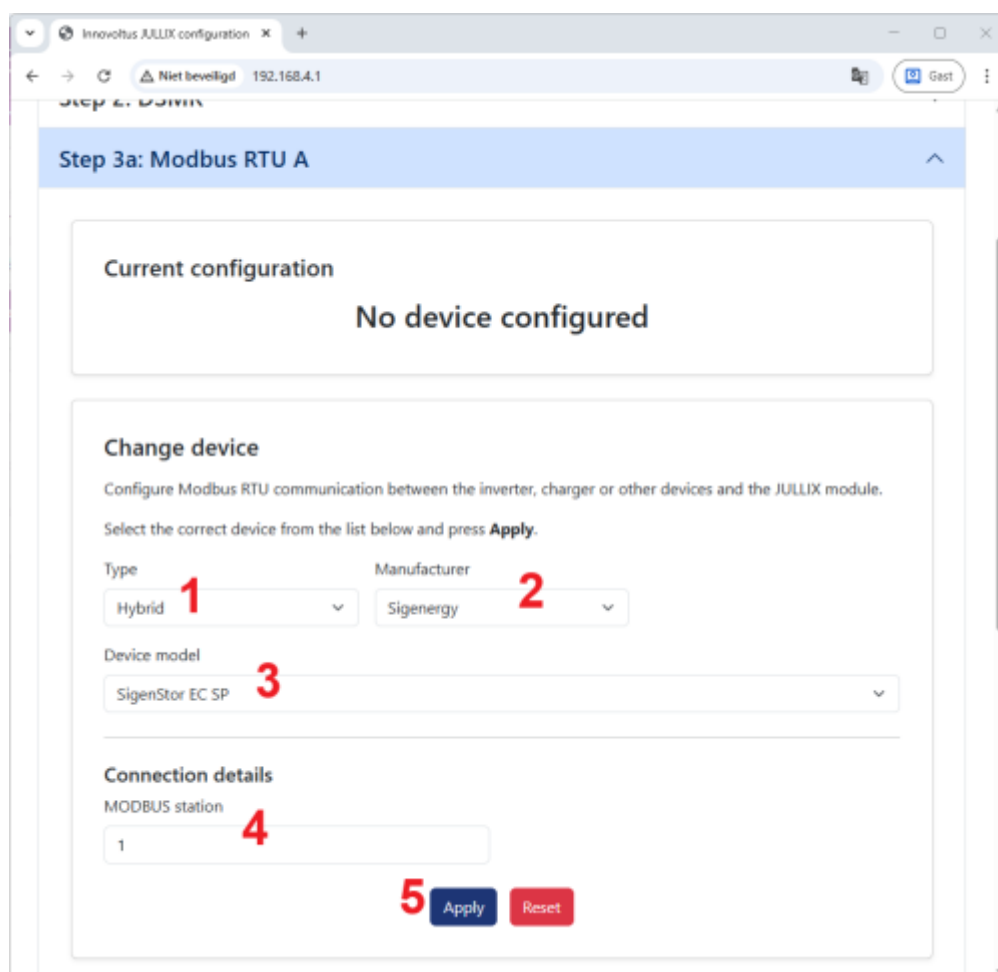 Innovoltus JULLIX configuration
Niet beveiligd 192.168.4.1 Gast
Step 2: DSMR
Step 3a: Modbus RTU A
Current configuration
No device configured
Change device
Configure Modbus RTU communication between the inverter, charger or other devices and the JULLIX module.
Select the correct device from the list below and press Apply.
Type Manufacturer
Hybrid 1 Sigenergy 2
Device model
SigenStor EC SP 3
Connection details
MODBUS station
1 4
5 Apply Reset